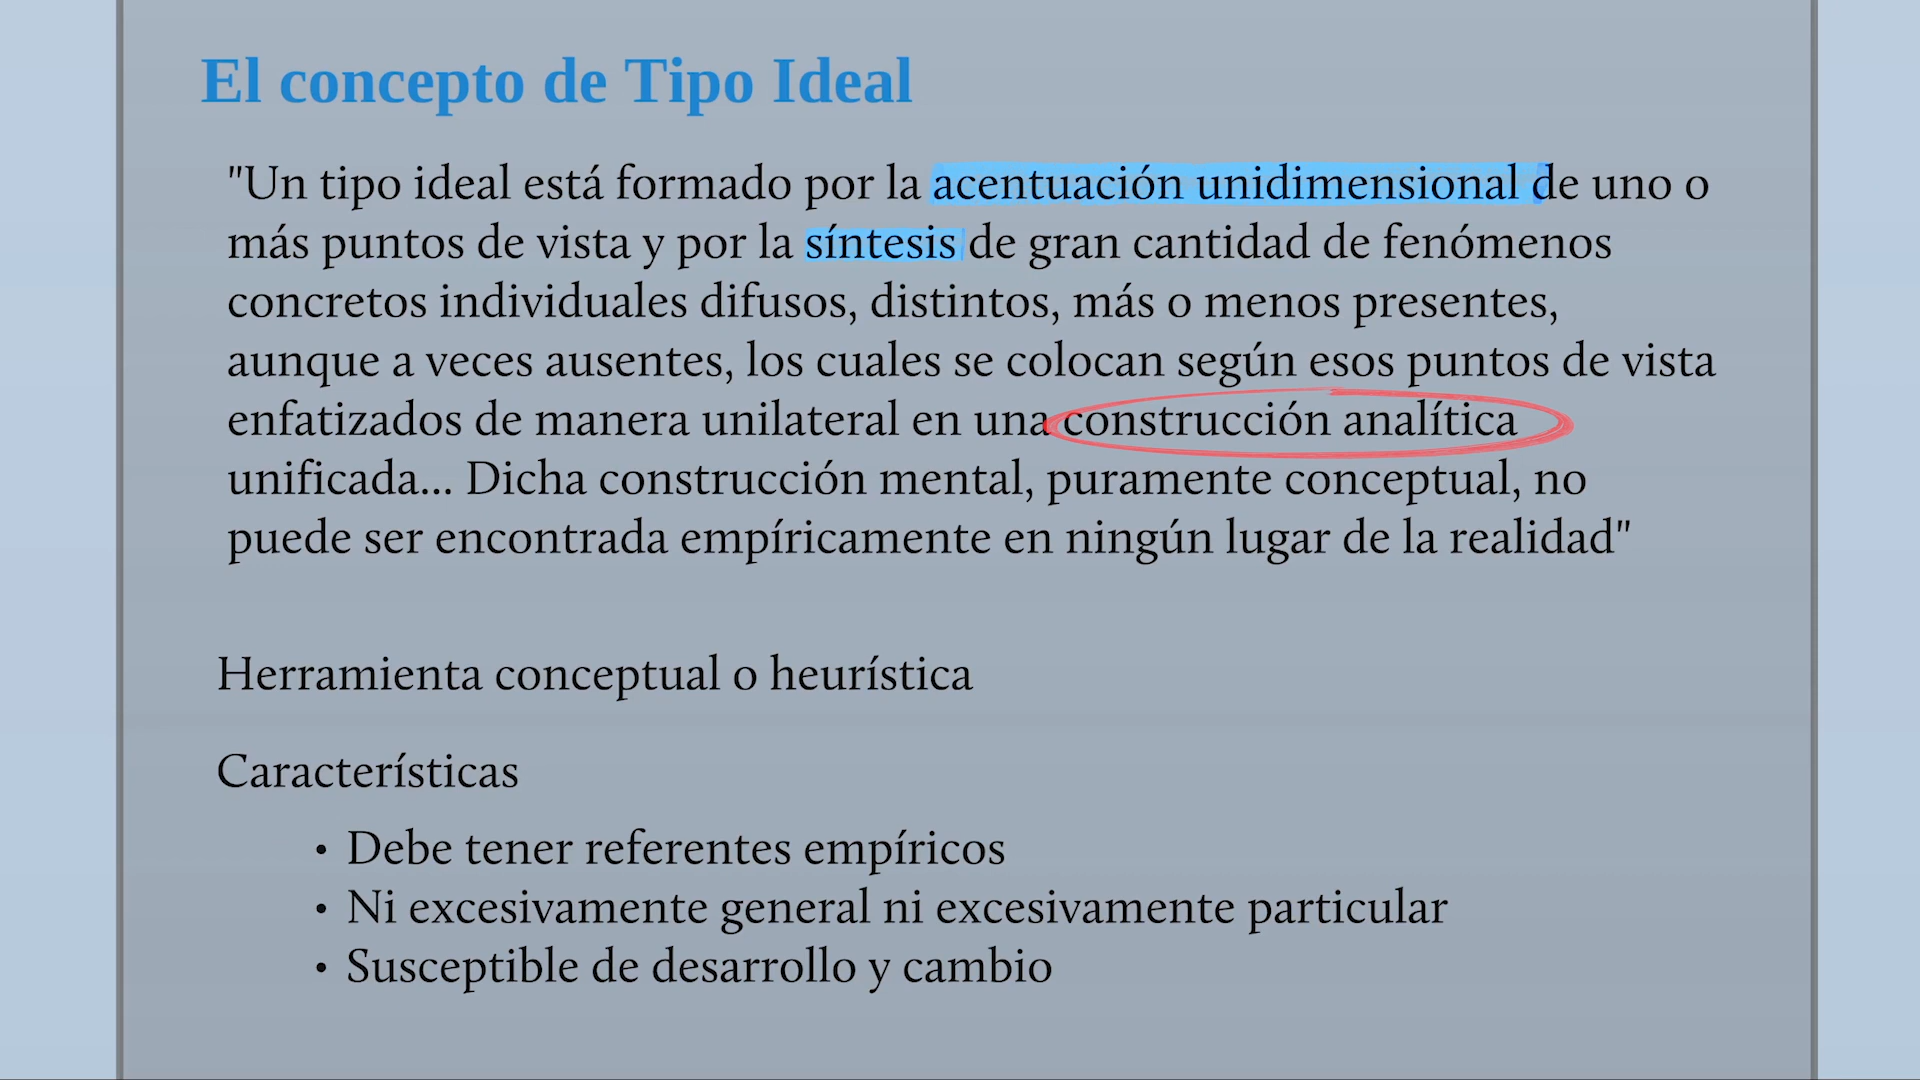 El concepto de Tipo Ideal
"Un tipo ideal está formado por la acentuación unidimensional de uno o
más puntos de vista y por la síntesis de gran cantidad de fenómenos
concretos individuales difusos, distintos, más o menos presentes,
aunque a veces ausentes, los cuales se colocan según esos puntos de vista
enfatizados de manera unilateral en una construcción analítica
unificada... Dicha construcción mental, puramente conceptual, no
puede ser encontrada empíricamente en ningún lugar de la realidad"
Herramienta conceptual o heurística
Características
• Debe tener referentes empíricos
• Ni excesivamente general ni excesivamente particular
• Susceptible de desarrollo y cambio